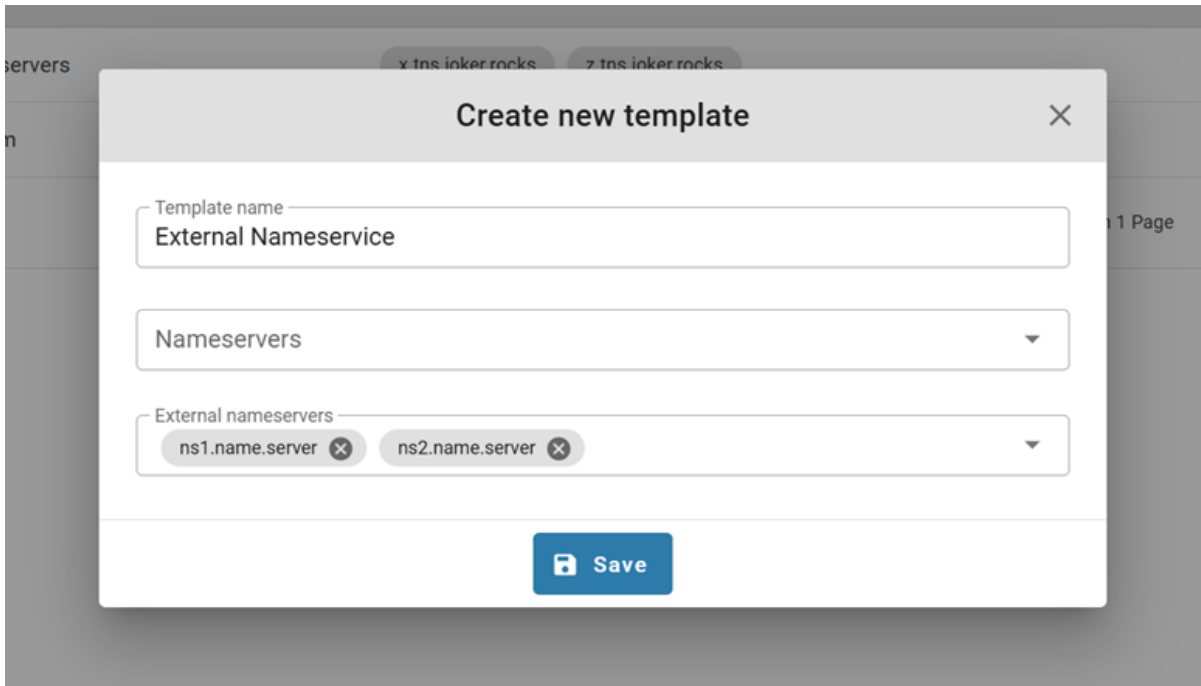 servers
x.tns.joker.rocks z.tns.joker.rocks
Create new template
m
1 Page
Template name
External Nameservice
Nameservers
External nameservers
ns1.name.server ns2.name.server
Save